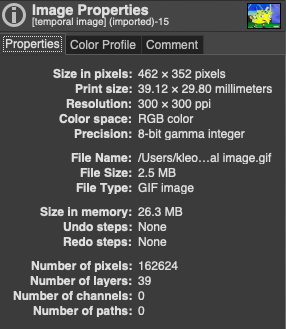 Image Properties
[temporal image] (imported)-15
Properties Color Profile Comment
Size in pixels: 462 × 352 pixels
Print size: 39.12 × 29.80 millimeters
Resolution: 300 × 300 ppi
Color space: RGB color
Precision: 8-bit gamma integer
File Name: /Users/kleo...al image.gif
File Size: 2.5 MB
File Type: GIF image
Size in memory: 26.3 MB
Undo steps: None
Redo steps: None
Number of pixels: 162624
Number of layers: 39
Number of channels: 0
Number of paths: 0